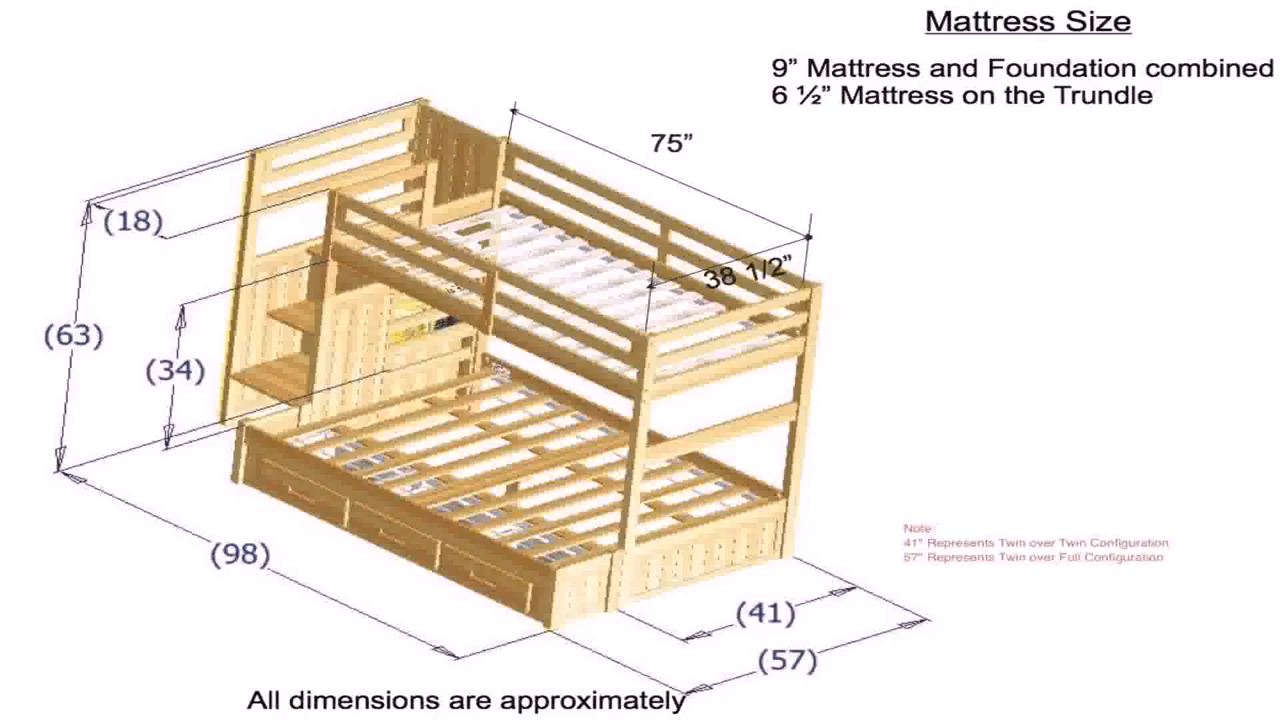 Mattress Size
9” Mattress and Foundation combined
6 ½” Mattress on the Trundle
75”
(18)
38 1/2”
(63)
(34)
Note:
41" Represents Twin over Twin Configuration
57" Represents Twin over Full Configuration
(98)
(41)
(57)
All dimensions are approximately